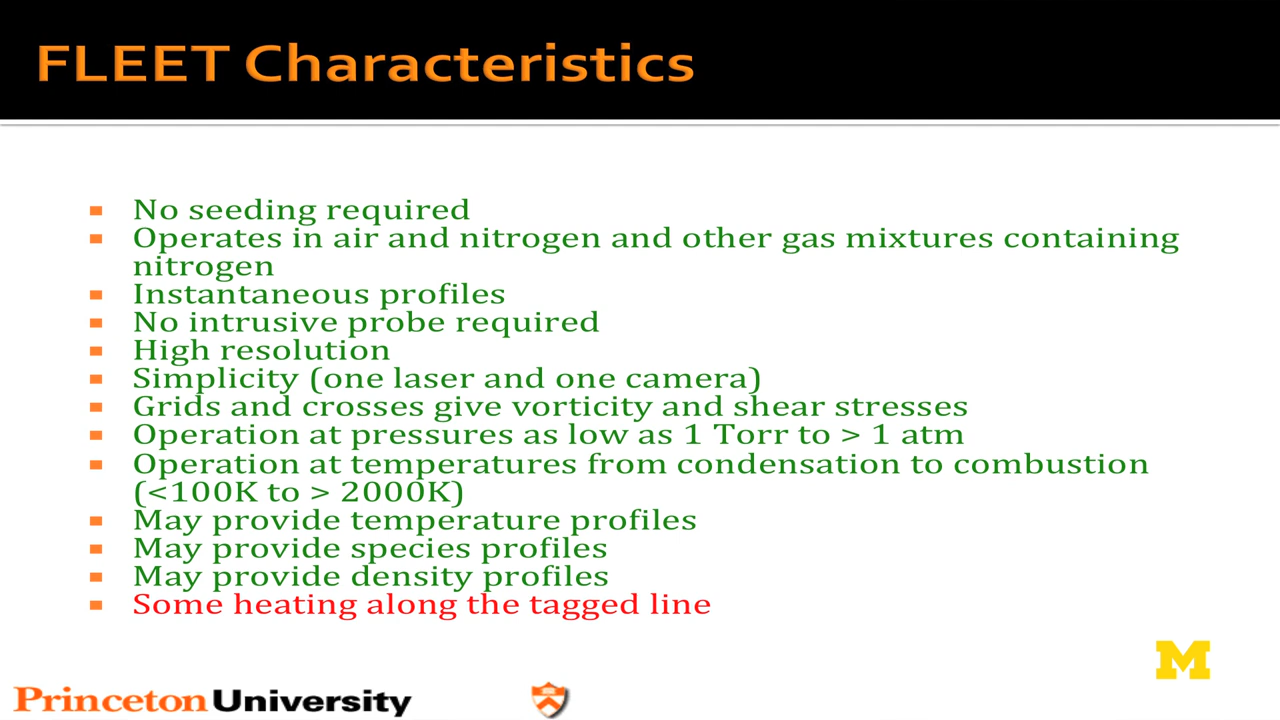 FLEET Characteristics
No seeding required
Operates in air and nitrogen and other gas mixtures containing
nitrogen
Instantaneous profiles
No intrusive probe required
High resolution
Simplicity (one laser and one camera)
Grids and crosses give vorticity and shear stresses
Operation at pressures as low as 1 Torr to > 1 atm
Operation at temperatures from condensation to combustion
(<100K to > 2000K)
May provide temperature profiles
May provide species profiles
May provide density profiles
Some heating along the tagged line
M
Princeton University